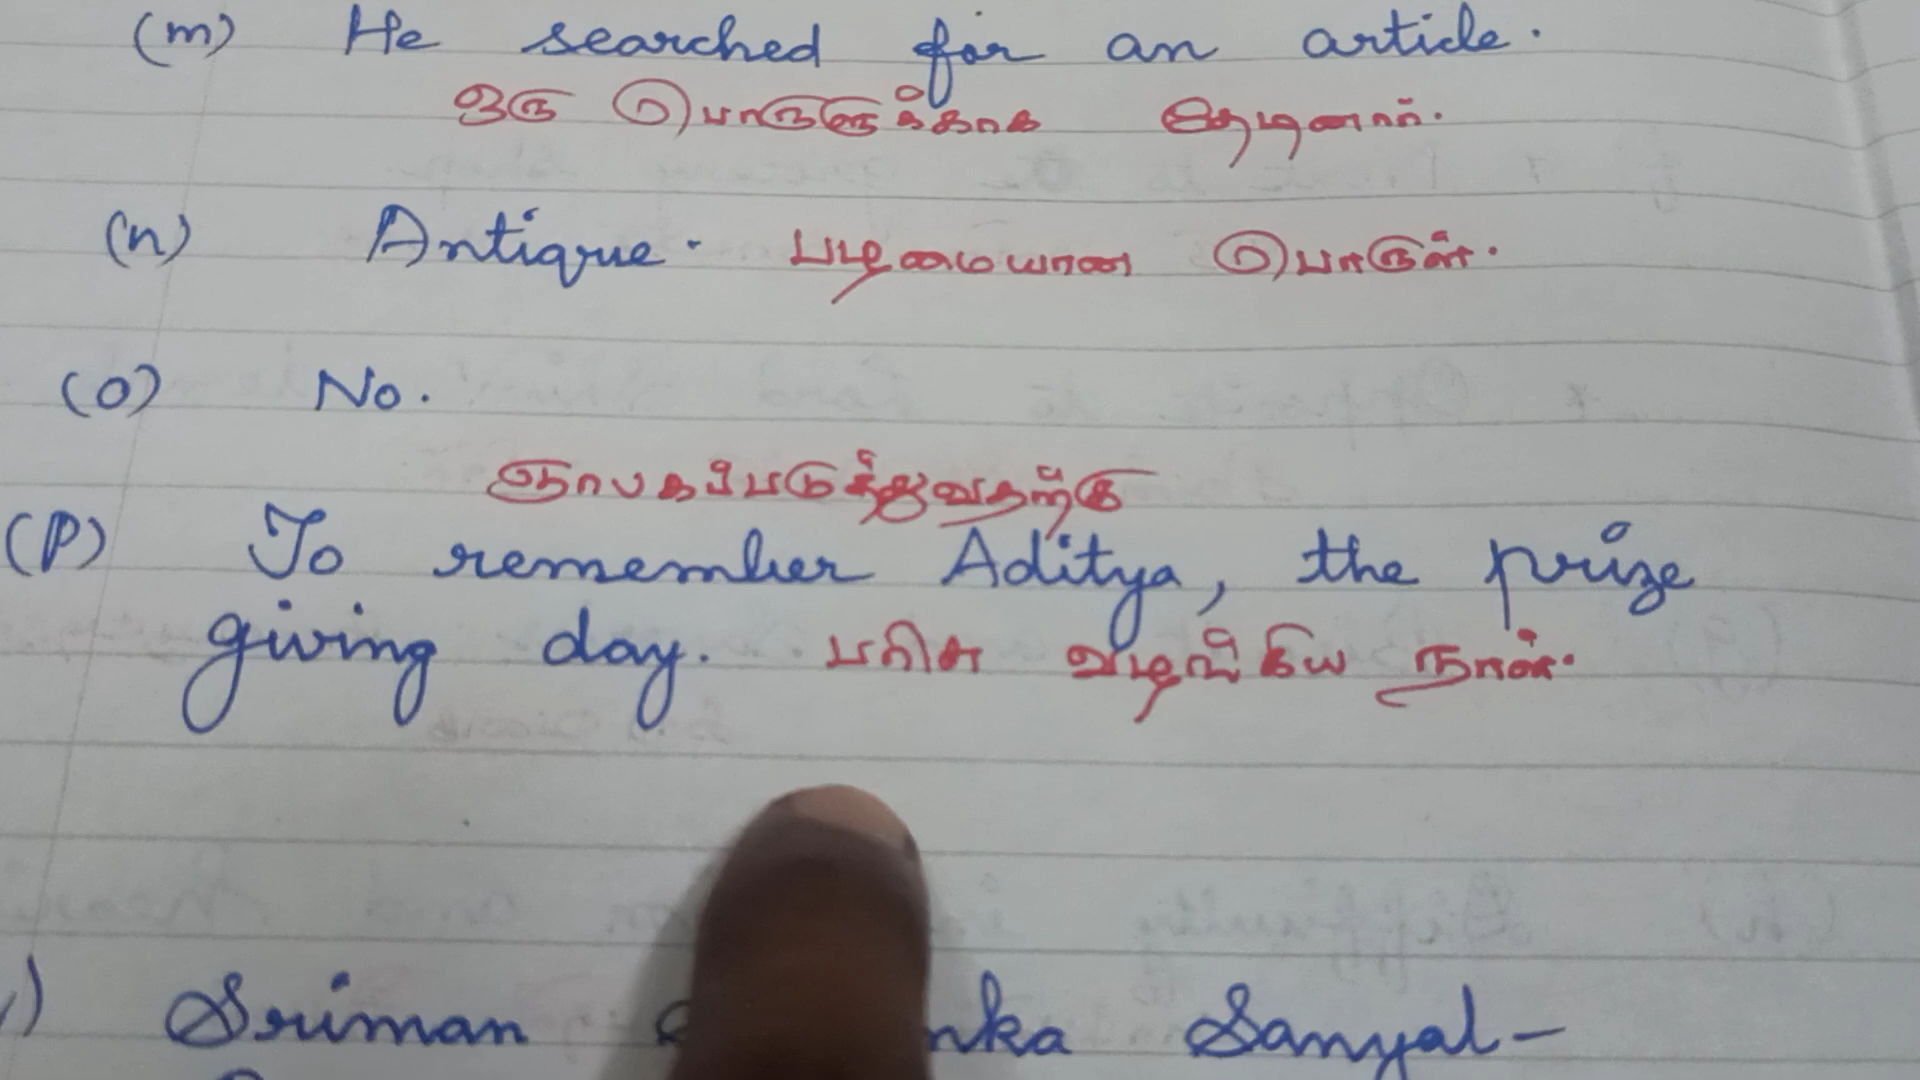 (m) He searched for an article.
ஒரு பொருளுக்காக தேடினார்.
(n) Antique. பழமையான பொருள்.
(o) No.
ஞாபகப்படுத்துவதற்கு
(P) To remember Aditya, the prize
giving day. பரிசு வழங்கிய நாள்.
Sriman Sanyal-